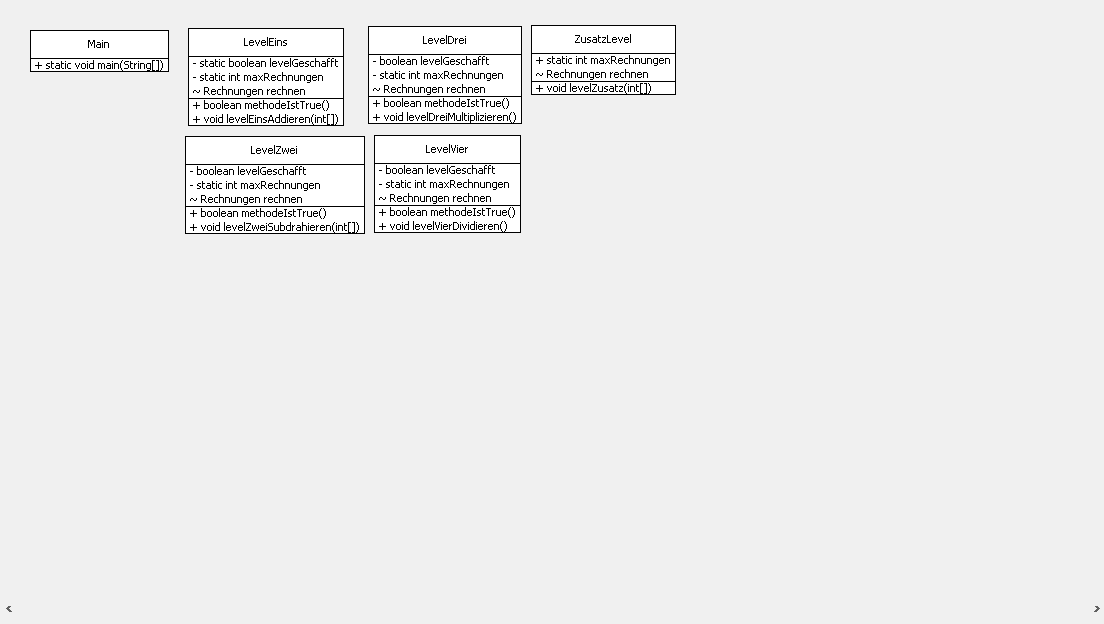 Main
+ static void main(String[])
LevelEins
- static boolean levelGeschafft
- static int maxRechnungen
~ Rechnungen rechnen
+ boolean methodeIstTrue()
+ void levelEinsAddieren(int[])
LevelDrei
- boolean levelGeschafft
- static int maxRechnungen
~ Rechnungen rechnen
+ boolean methodeIstTrue()
+ void levelDreiMultiplizieren()
ZusatzLevel
+ static int maxRechnungen
~ Rechnungen rechnen
+ void levelZusatz(int[])
LevelZwei
- boolean levelGeschafft
- static int maxRechnungen
~ Rechnungen rechnen
+ boolean methodeIstTrue()
+ void levelZweiSubdrahieren(int[])
LevelVier
- boolean levelGeschafft
- static int maxRechnungen
~ Rechnungen rechnen
+ boolean methodeIstTrue()
+ void levelVierDividieren()